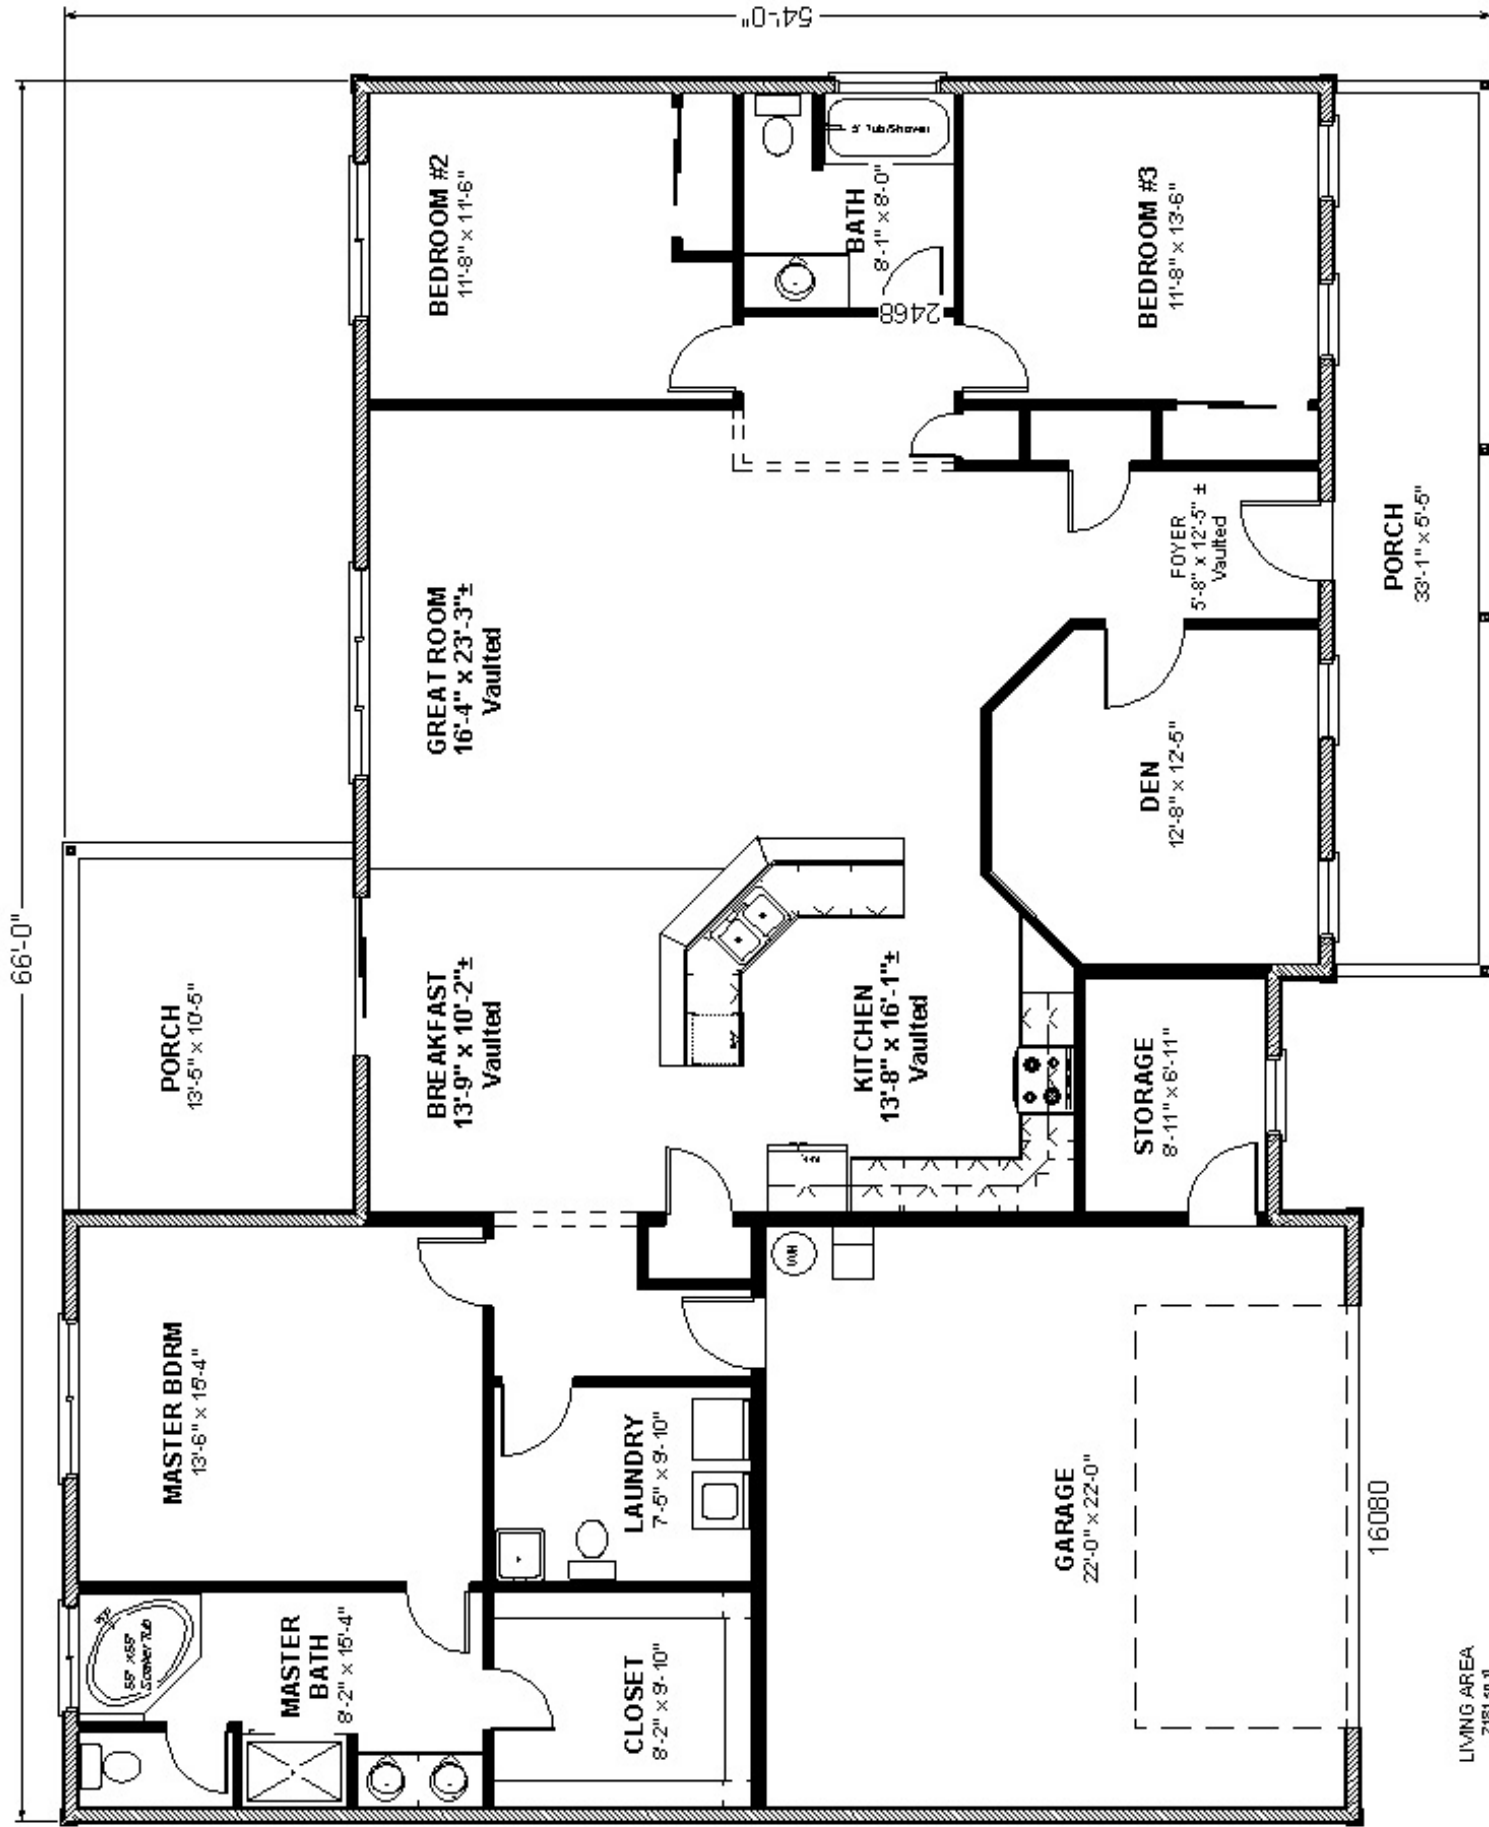 66'-0"
54'-0"
PORCH
13'-5" x 10'-5"
MASTER BDRM
13'-6" x 15'-4"
BREAKFAST
13'-9" x 10'-2"±
Vaulted
GREAT ROOM
16'-4" x 23'-3"±
Vaulted
BEDROOM #2
11'-8" x 11'-6"
55" x55"
Soaker Tub
MASTER
BATH
8'-2" x 15'-4"
CLOSET
8'-2" x 9'-10"
LAUNDRY
7'-5" x 9'-10"
KITCHEN
13'-8" x 16'-1"±
Vaulted
5' Tub/Shower
BATH
8'-1" x 8'-0"
2468
WH
GARAGE
22'-0" x 22'-0"
STORAGE
8'-11" x 6'-11"
DEN
12'-8" x 12'-5"
FOYER
5'-8" x 12'-5" ±
Vaulted
BEDROOM #3
11'-8" x 13'-6"
16080
PORCH
33'-1" x 5'-5"
LIVING AREA